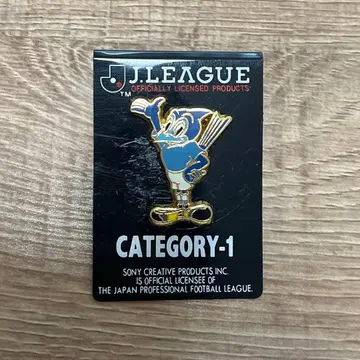 J.LEAGUE
OFFICIALLY LICENSED PRODUCTS
TM
CATEGORY-1
SONY CREATIVE PRODUCTS INC.
IS OFFICIAL LICENSEE OF
THE JAPAN PROFESSIONAL FOOTBALL LEAGUE.